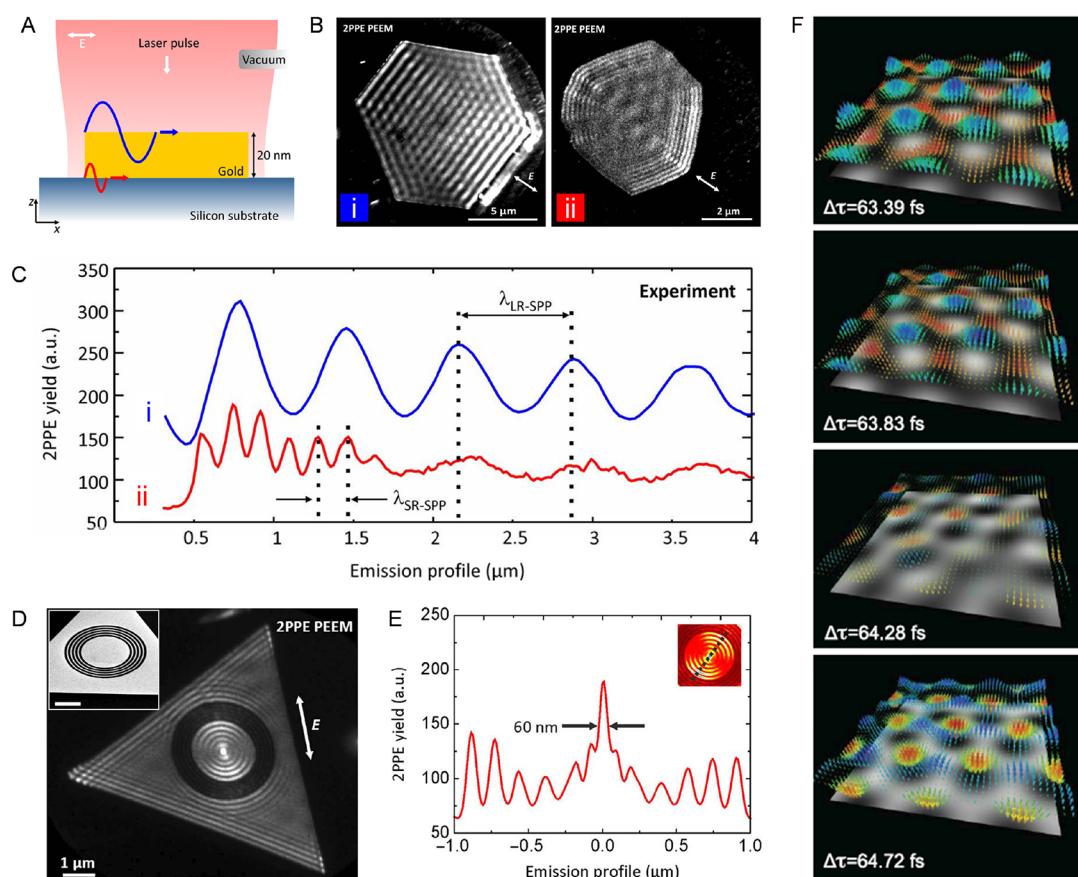 A
E
Laser pulse
Vacuum
20 nm
Gold
Silicon substrate
z
x
B
2PPE PEEM
E
i
5 µm
2PPE PEEM
E
ii
2 µm
C
350
300
250
200
150
100
50
2PPE yield (a.u.)
Experiment
λLR-SPP
i
ii
λSR-SPP
0.5
1
1.5
2
2.5
3
3.5
4
Emission profile (µm)
D
2PPE PEEM
E
1 µm
E
250
200
150
100
50
2PPE yield (a.u.)
60 nm
−1.0
−0.5
0.0
0.5
1.0
Emission profile (µm)
F
Δτ=63.39 fs
Δτ=63.83 fs
Δτ=64.28 fs
Δτ=64.72 fs